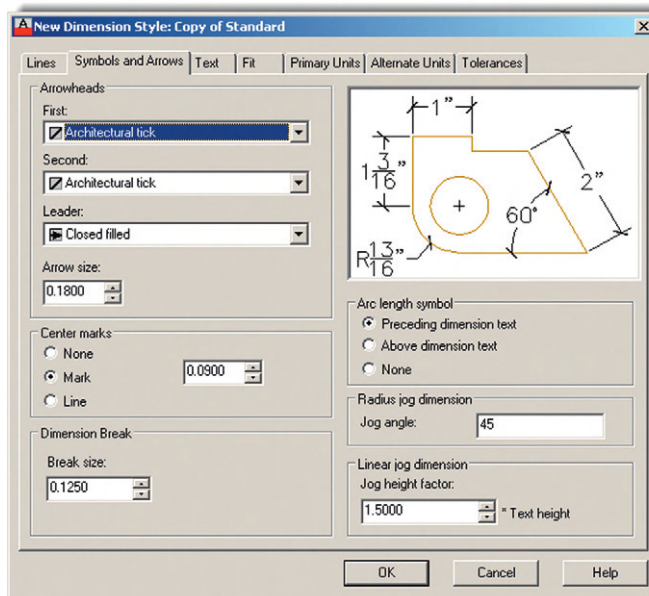 New Dimension Style: Copy of Standard
Lines
Symbols and Arrows
Text
Fit
Primary Units
Alternate Units
Tolerances
Arrowheads
First:
Architectural tick
Second:
Architectural tick
Leader:
Closed filled
Arrow size:
0.1800
Center marks
None
Mark
Line
0.0900
Dimension Break
Break size:
0.1250
1"
1 3/16"
2"
60°
R13/16"
Arc length symbol
Preceding dimension text
Above dimension text
None
Radius jog dimension
Jog angle:
45
Linear jog dimension
Jog height factor:
1.5000
* Text height
OK
Cancel
Help